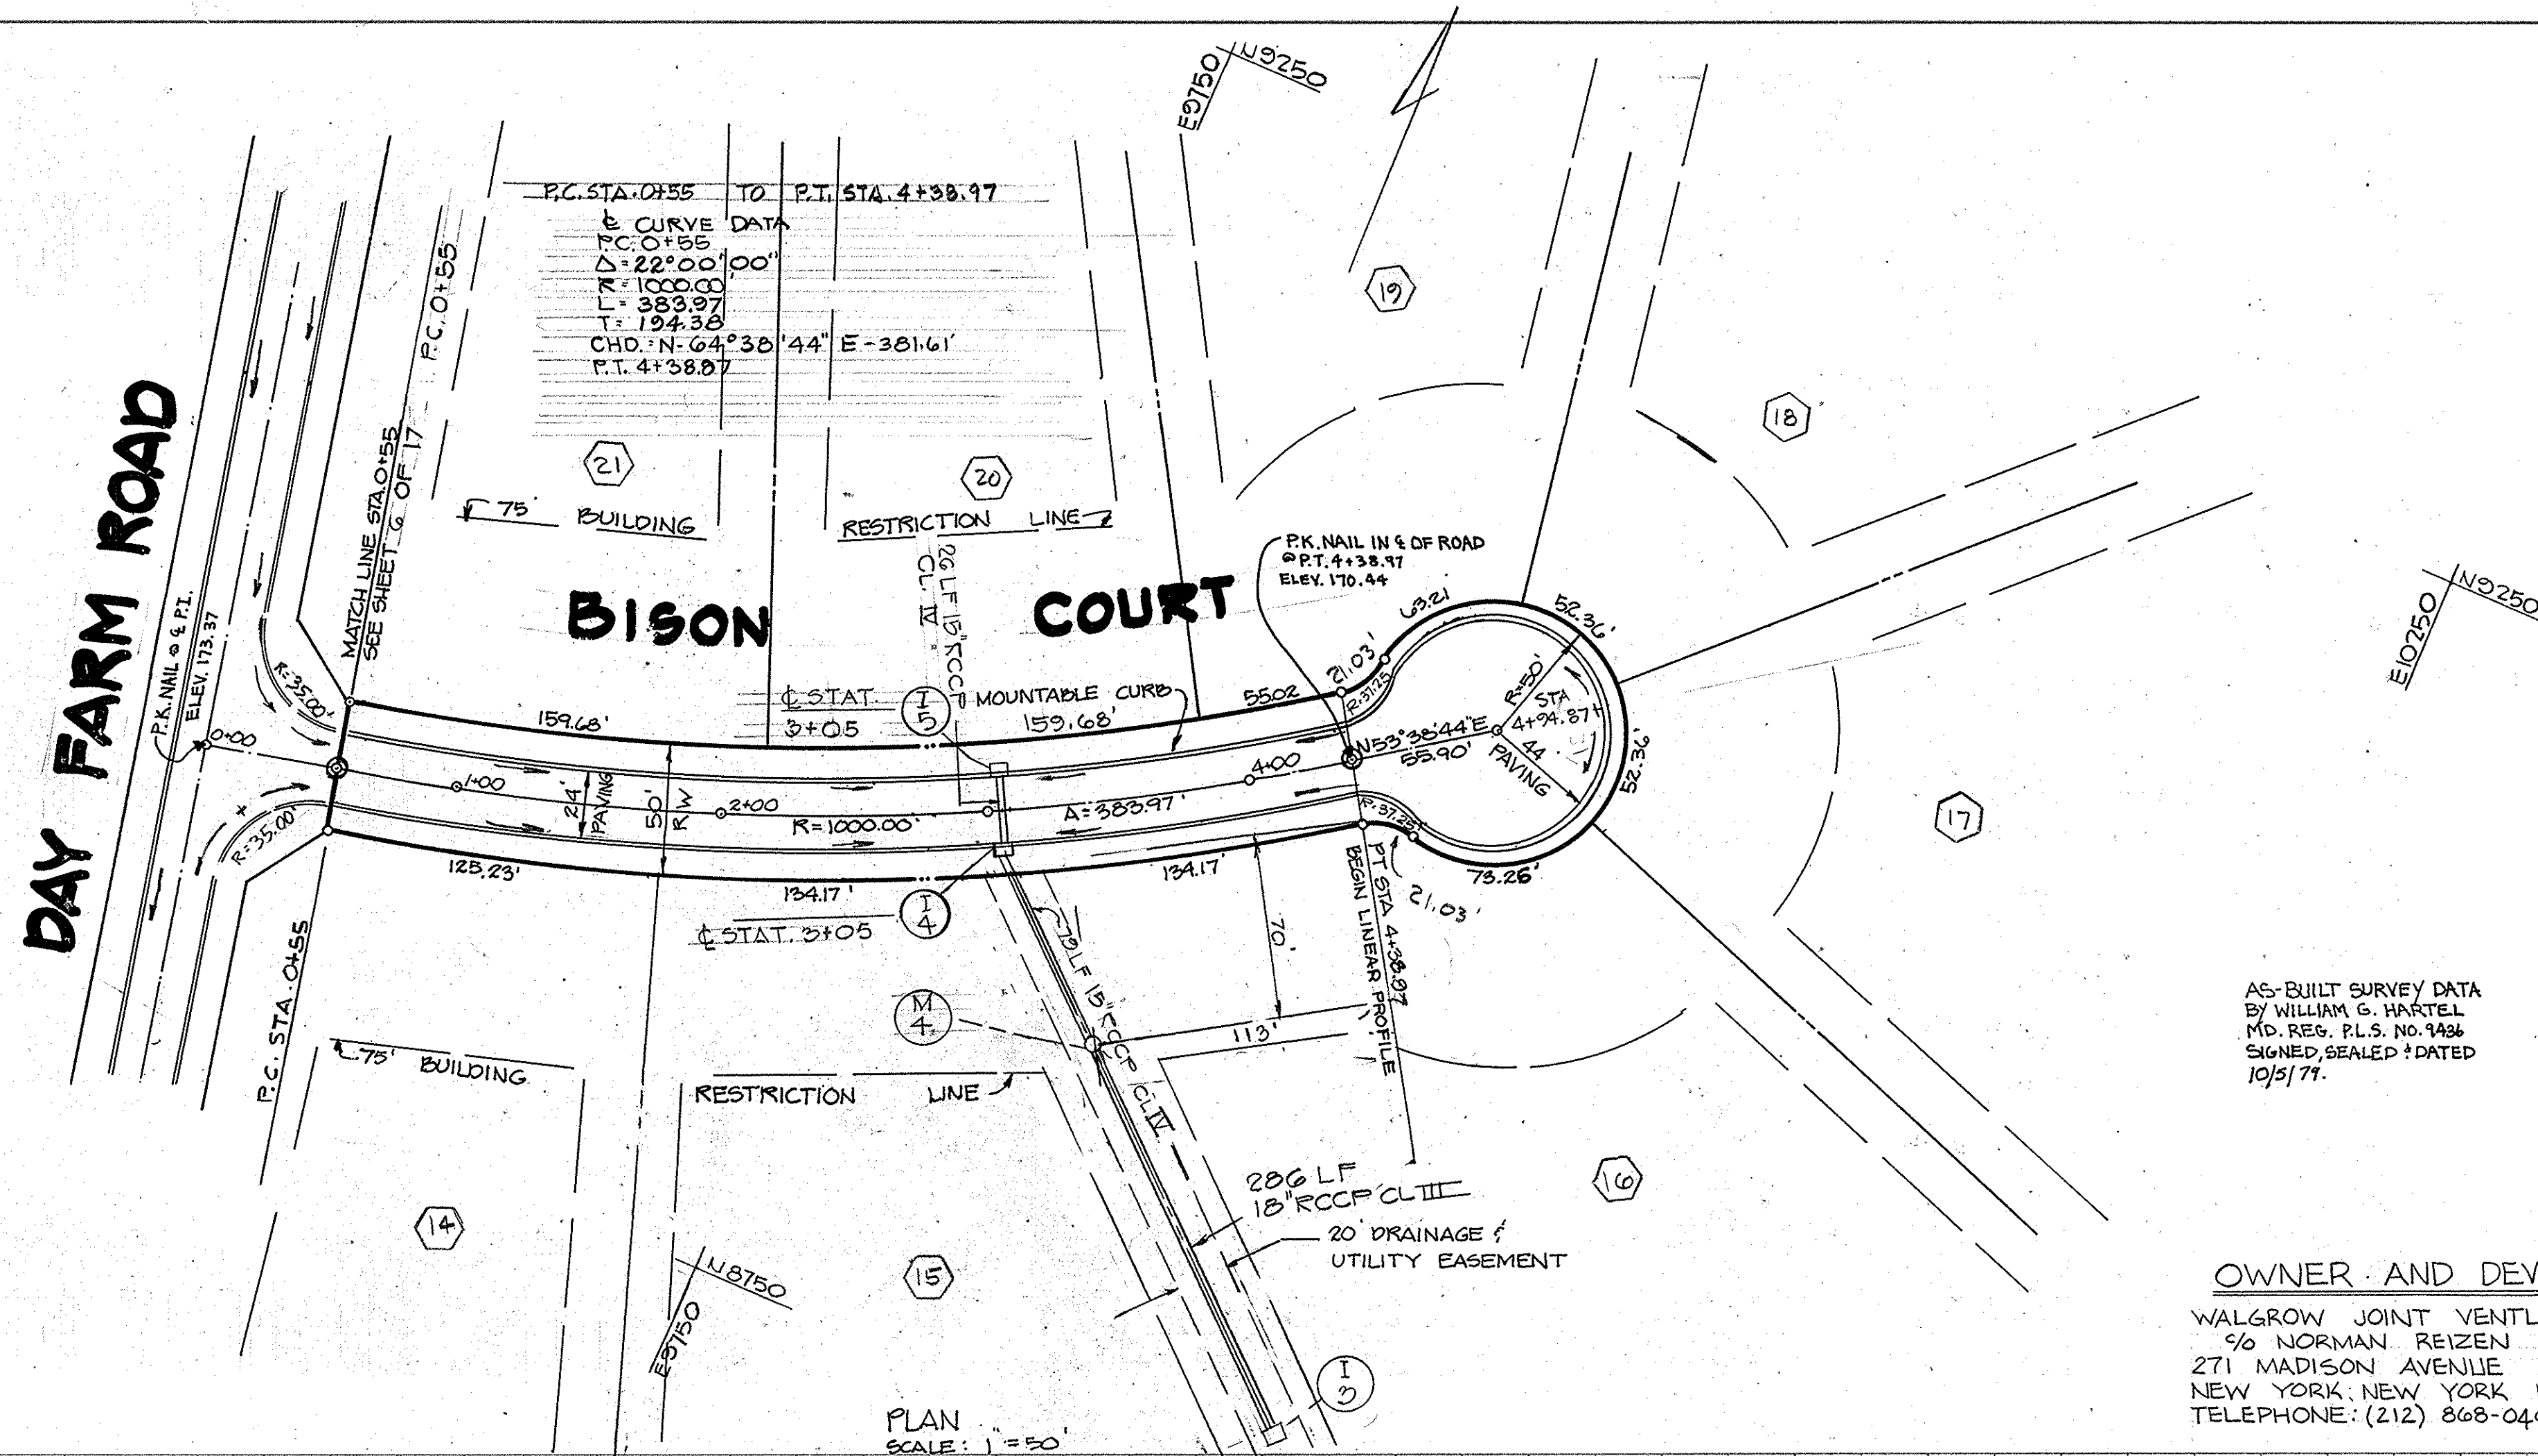 E9750
N9250
P.C. STA. 0+55 TO P.T. STA. 4+38.97
℄ CURVE DATA
P.C. 0+55
Δ=22°00'00"
R=1000.00'
L=383.97
T=194.38
CHD.=N-64°38'44" E-381.61'
P.T. 4+38.97
P.C. 0+55
MATCH LINE STA. 0+55
SEE SHEET 6 OF 17
19
18
21
20
75' BUILDING RESTRICTION LINE
DAY FARM ROAD
P.K. NAIL @ ℄ P.I.
ELEV. 173.37
26 LF 15" RCCP
CL. IV
P.K. NAIL IN ℄ OF ROAD
@ P.T. 4+38.97
ELEV. 170.44
BISON COURT
N9250
E10250
63.21
52.36'
21.03'
R=37.25
R=50'
STA
4+94.87+
R=35.00'
159.68'
℄ STAT.
3+05
I
5
MOUNTABLE CURB
159.68'
55.02
0+00
1+00
24'
PAVING
50'
R/W
2+00
R=1000.00'
A=383.97'
4+00
N53°38'44"E
55.90'
44
PAVING
52.36'
R=37.25'
R=35.00'
125.23'
134.17'
134.17'
73.26'
21.03'
℄ STAT. 3+05
I
4
17
PT STA 4+38.97
BEGIN LINEAR PROFILE
70'
79 LF 15" RCCP CL IV
M
4
113'
P.C. STA. 0+55
75' BUILDING
RESTRICTION LINE
AS-BUILT SURVEY DATA
BY WILLIAM G. HARTEL
MD. REG. P.L.S. NO. 9436
SIGNED, SEALED & DATED
10/5/79.
286 LF
18" RCCP CL III
16
20' DRAINAGE &
UTILITY EASEMENT
14
15
N8750
E9750
I
3
OWNER AND DEV
WALGROW JOINT VENTU
c/o NORMAN REIZEN
271 MADISON AVENUE
NEW YORK, NEW YORK
TELEPHONE: (212) 868-04
PLAN
SCALE: 1"=50'